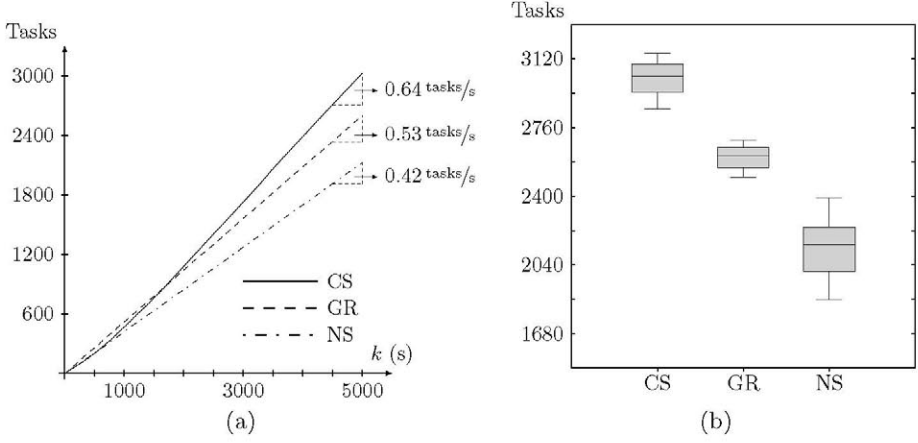 Tasks
3000
2400
1800
1200
600
0.64 tasks/s
0.53 tasks/s
0.42 tasks/s
CS
GR
NS
k (s)
1000
3000
5000
(a)
Tasks
3120
2760
2400
2040
1680
CS
GR
NS
(b)